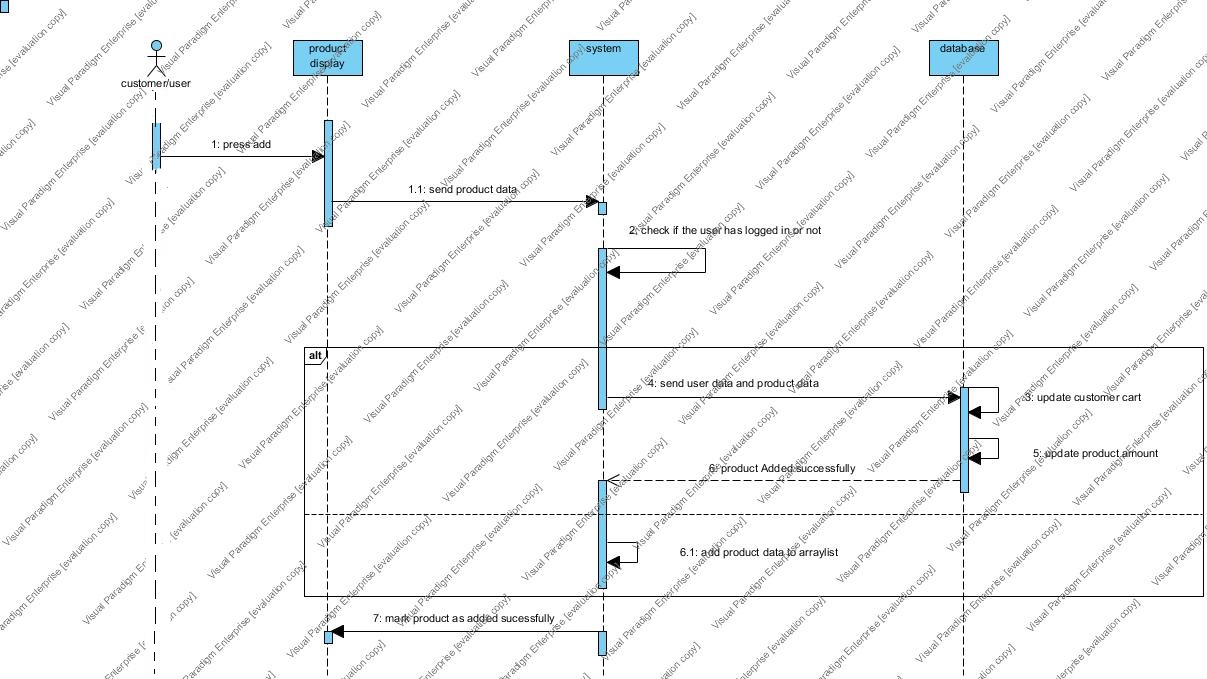 customer/user
product
display
system
database
1: press add
1.1: send product data
2: check if the user has logged in or not
alt
4: send user data and product data
3: update customer cart
5: update product amount
6: product Added successfully
6.1: add product data to arraylist
7: mark product as added sucessfully
Visual Paradigm Enterprise [evaluation copy]